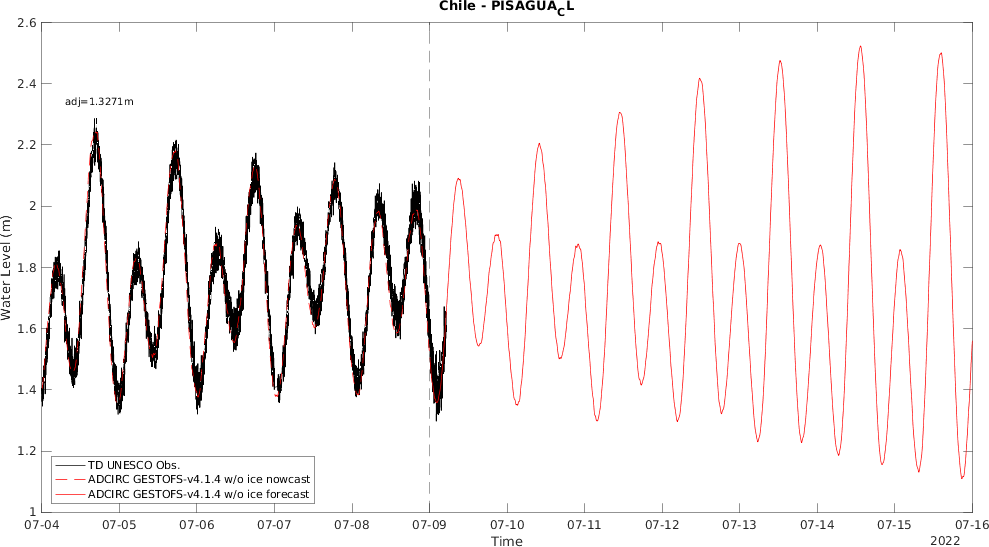 Chile - PISAGUA_CL
2.6
2.4
adj=1.3271m
2.2
2
Water Level (m)
1.8
1.6
1.4
1.2
1
TD UNESCO Obs.
ADCIRC GESTOFS-v4.1.4 w/o ice nowcast
ADCIRC GESTOFS-v4.1.4 w/o ice forecast
07-04 07-05 07-06 07-07 07-08 07-09 07-10 07-11 07-12 07-13 07-14 07-15 07-16
Time
2022